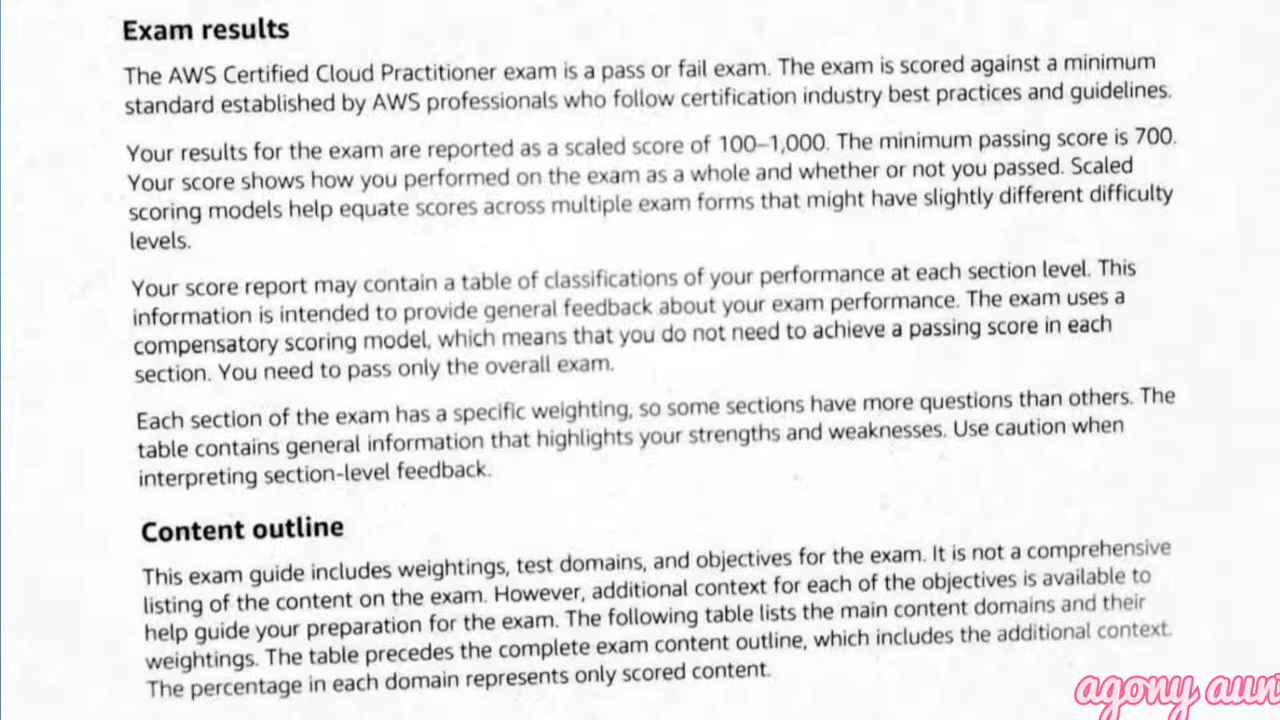 Exam results
The AWS Certified Cloud Practitioner exam is a pass or fail exam. The exam is scored against a minimum
standard established by AWS professionals who follow certification industry best practices and guidelines.
Your results for the exam are reported as a scaled score of 100–1,000. The minimum passing score is 700.
Your score shows how you performed on the exam as a whole and whether or not you passed. Scaled
scoring models help equate scores across multiple exam forms that might have slightly different difficulty
levels.
Your score report may contain a table of classifications of your performance at each section level. This
information is intended to provide general feedback about your exam performance. The exam uses a
compensatory scoring model, which means that you do not need to achieve a passing score in each
section. You need to pass only the overall exam.
Each section of the exam has a specific weighting, so some sections have more questions than others. The
table contains general information that highlights your strengths and weaknesses. Use caution when
interpreting section-level feedback.
Content outline
This exam guide includes weightings, test domains, and objectives for the exam. It is not a comprehensive
listing of the content on the exam. However, additional context for each of the objectives is available to
help guide your preparation for the exam. The following table lists the main content domains and their
weightings. The table precedes the complete exam content outline, which includes the additional context.
The percentage in each domain represents only scored content.
agony